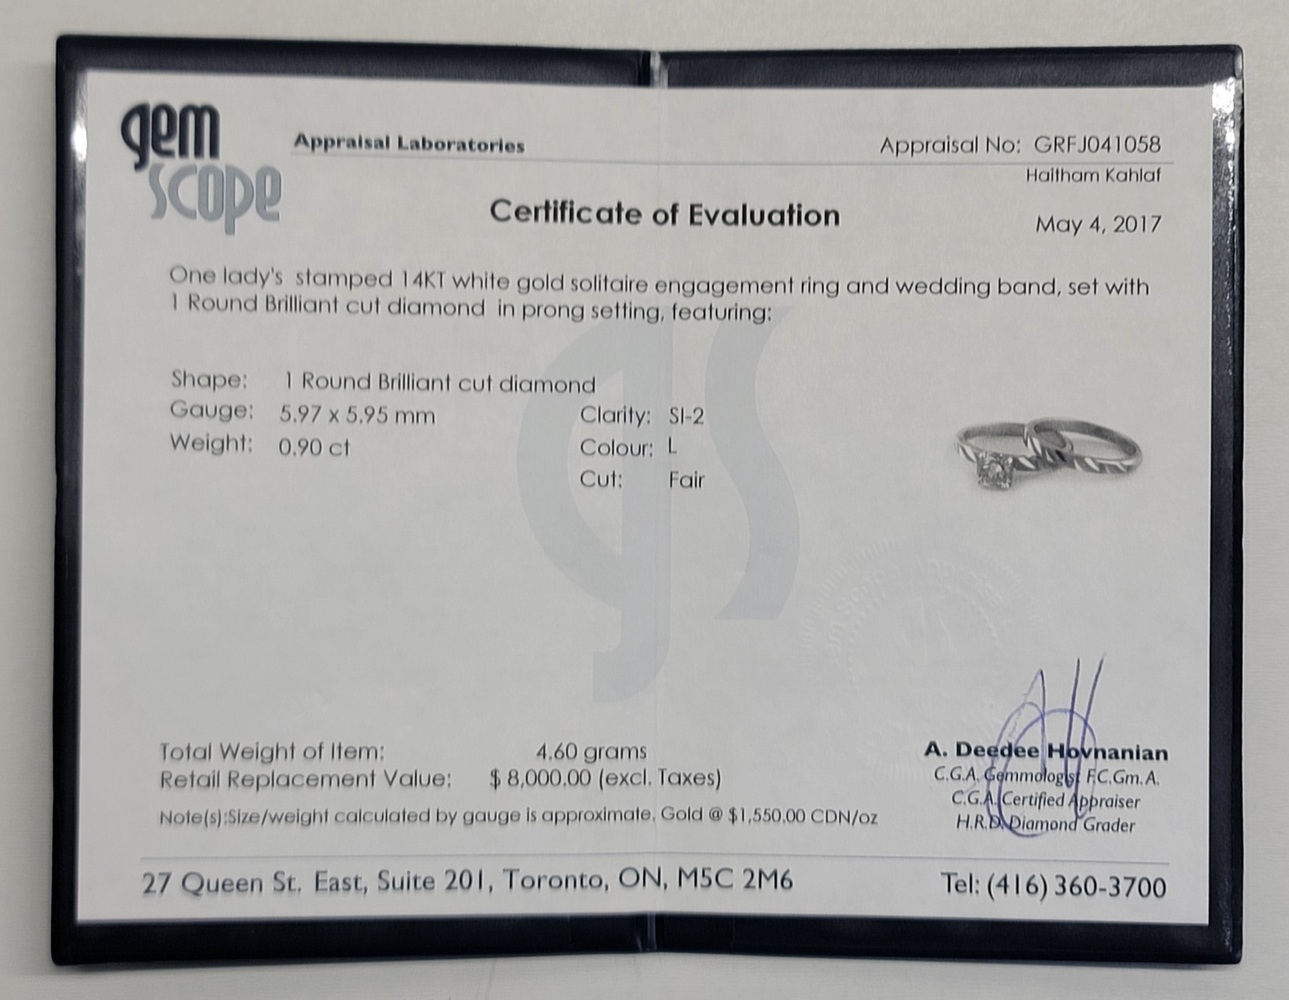 gem
scope
Appraisal Laboratories
Appraisal No: GRFJ041058
Haitham Kahlaf
Certificate of Evaluation
May 4, 2017
One lady's stamped 14KT white gold solitaire engagement ring and wedding band, set with
1 Round Brilliant cut diamond in prong setting, featuring:
Shape: 1 Round Brilliant cut diamond
Gauge: 5.97 x 5.95 mm Clarity: SI-2
Weight: 0.90 ct Colour: L
Cut: Fair
gs
Total Weight of Item: 4.60 grams
Retail Replacement Value: $ 8,000.00 (excl. Taxes)
Note(s):Size/weight calculated by gauge is approximate. Gold @ $1,550.00 CDN/oz
A. Deedee Hovnanian
C.G.A. Gemmologist F.C.Gm.A.
C.G.A. Certified Appraiser
H.R.D. Diamond Grader
27 Queen St. East, Suite 201, Toronto, ON, M5C 2M6
Tel: (416) 360-3700